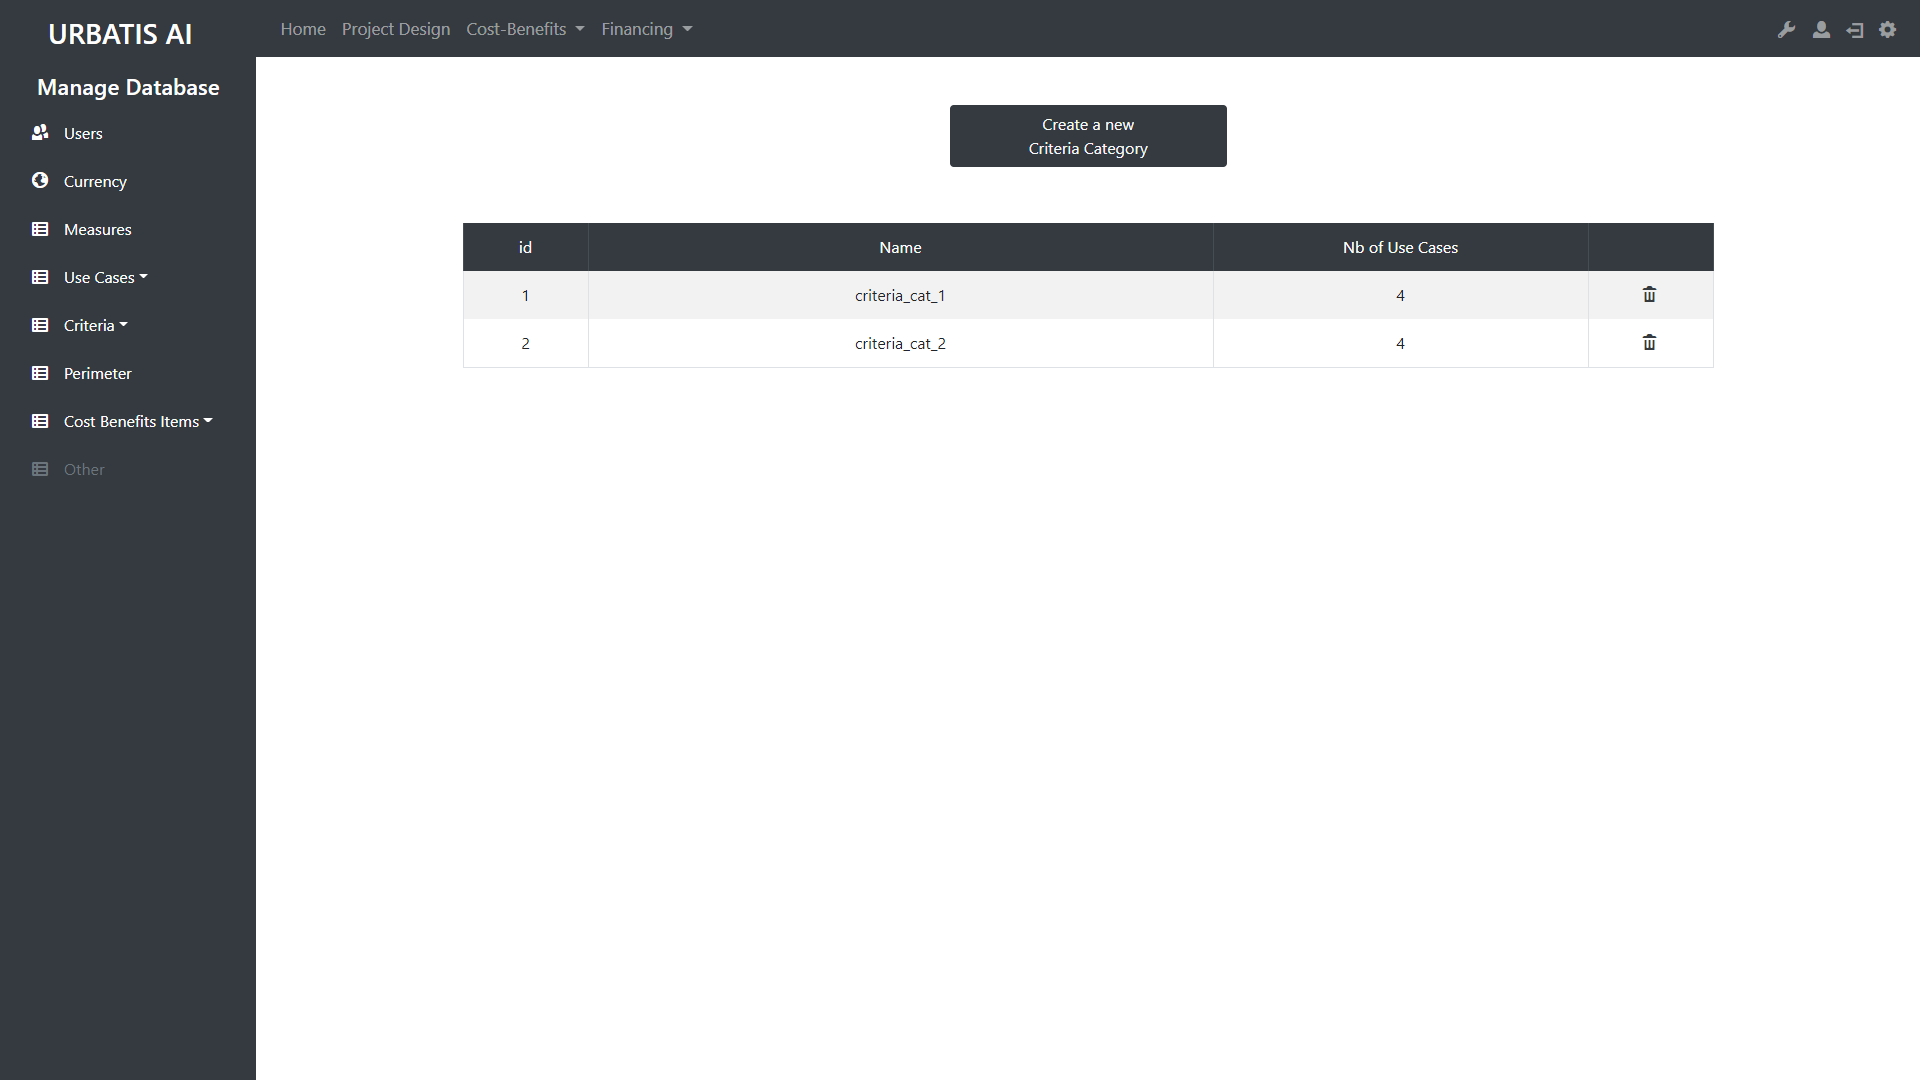 URBATIS AI
Home Project Design Cost-Benefits Financing
Manage Database
Users
Currency
Measures
Use Cases
Criteria
Perimeter
Cost Benefits Items
Other
Create a new
Criteria Category
id Name Nb of Use Cases
1 criteria_cat_1 4
2 criteria_cat_2 4